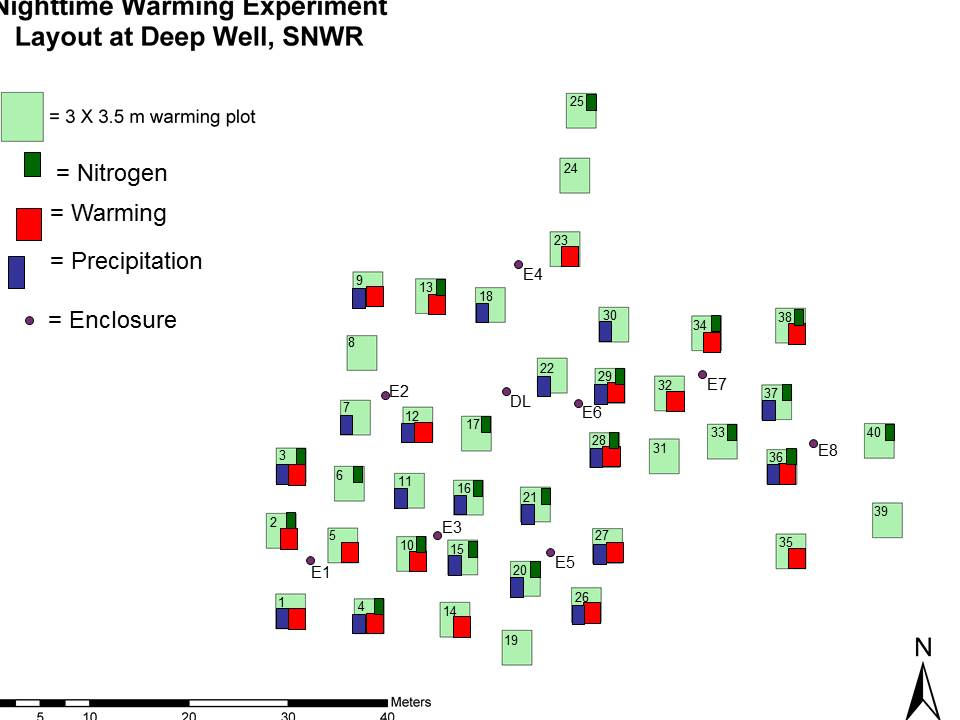 Nighttime Warming Experiment
Layout at Deep Well, SNWR
= 3 X 3.5 m warming plot
= Nitrogen
= Warming
= Precipitation
= Enclosure
25
24
23
E4
9
13
18
30
34
38
8
22
29
32
E7
37
E2
DL
E6
7
12
17
28
31
33
36
E8
40
3
6
11
16
21
39
2
5
E3
10
15
27
35
E1
E5
20
1
4
14
26
19
N
Meters
5 10 20 30 40